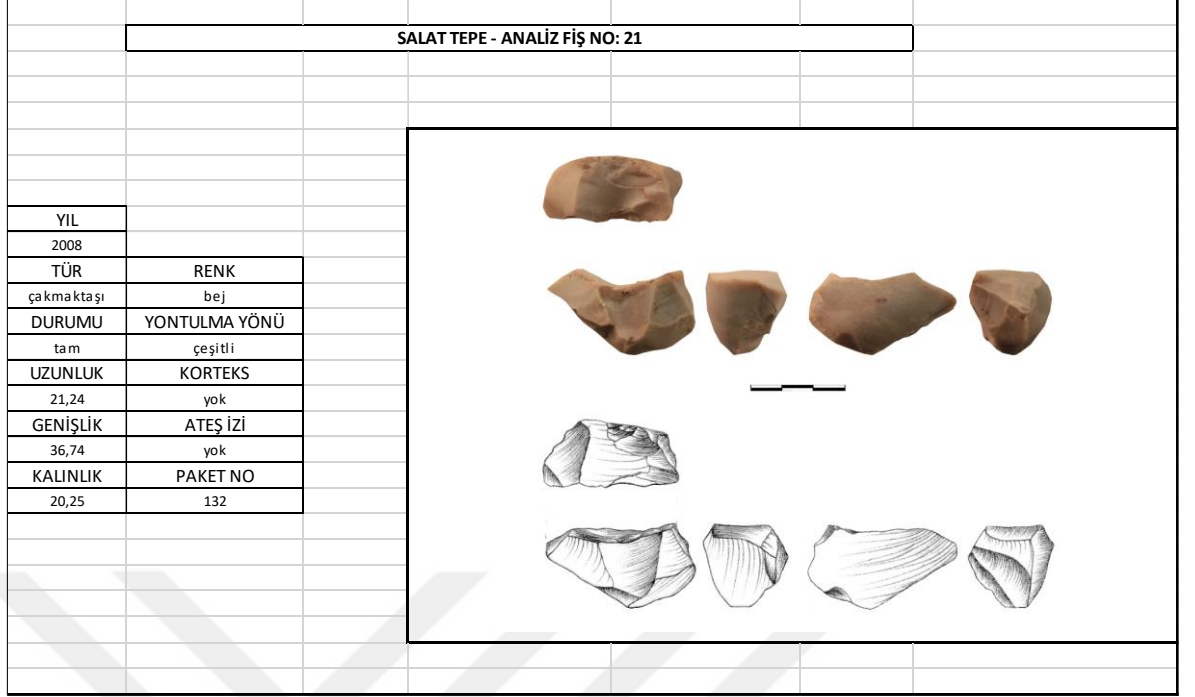 SALAT TEPE - ANALİZ FİŞ NO: 21
YIL
2008
TÜR RENK
çakmaktaşı bej
DURUMU YONTULMA YÖNÜ
tam çeşitli
UZUNLUK KORTEKS
21,24 yok
GENİŞLİK ATEŞ İZİ
36,74 yok
KALINLIK PAKET NO
20,25 132